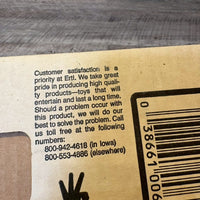 Customer satisfaction is a
priority at Ertl. We take great
pride in producing high quali-
ty products—toys that will
entertain and last a long time.
Should a problem occur with
this product, we will do our
best to solve the problem. Call
us toll free at the following
numbers:
800-942-4618 (in Iowa)
800-553-4886 (elsewhere)
0 38661 006